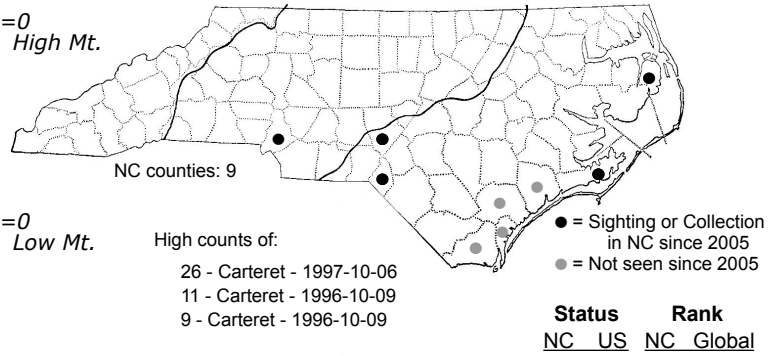 =0
High Mt.
NC counties: 9
=0
Low Mt.
High counts of:
26 - Carteret - 1997-10-06
11 - Carteret - 1996-10-09
9 - Carteret - 1996-10-09
= Sighting or Collection
in NC since 2005
= Not seen since 2005
Status Rank
NC US NC Global